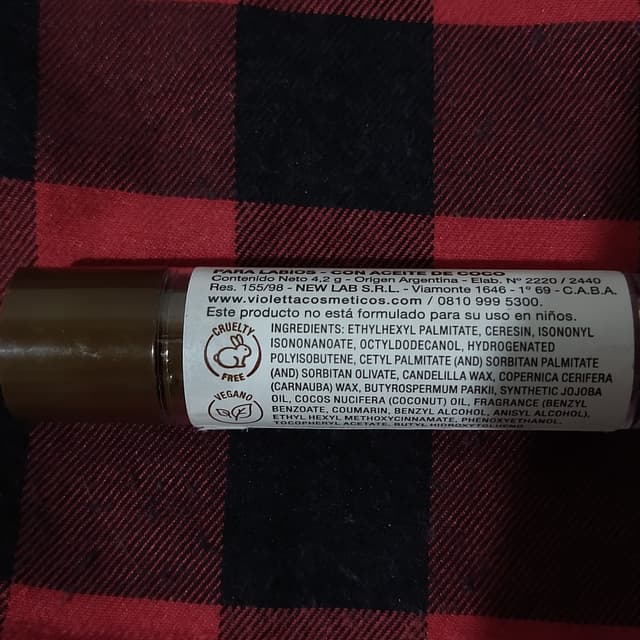 PARA LABIOS - CON ACEITE DE COCO
Contenido Neto 4,2 g - Origen Argentina - Elab. N° 2220 / 2440
Res. 155/98 - NEW LAB S.R.L. - Viamonte 1646 - 1° 69 - C.A.B.A.
www.violettacosmeticos.com / 0810 999 5300.
Este producto no está formulado para su uso en niños.
CRUELTY
FREE
VEGANO
INGREDIENTS: ETHYLHEXYL PALMITATE, CERESIN, ISONONYL
ISONONANOATE, OCTYLDODECANOL, HYDROGENATED
POLYISOBUTENE, CETYL PALMITATE (AND) SORBITAN PALMITATE
(AND) SORBITAN OLIVATE, CANDELILLA WAX, COPERNICA CERIFERA
(CARNAUBA) WAX, BUTYROSPERMUM PARKII, SYNTHETIC JOJOBA
OIL, COCOS NUCIFERA (COCONUT) OIL, FRAGRANCE (BENZYL
BENZOATE, COUMARIN, BENZYL ALCOHOL, ANISYL ALCOHOL),
ETHYL HEXYL METHOXYCINNAMATE, PHENOXYETHANOL,
TOCOPHERYL ACETATE, BUTYL HYDROXYTOLUENO